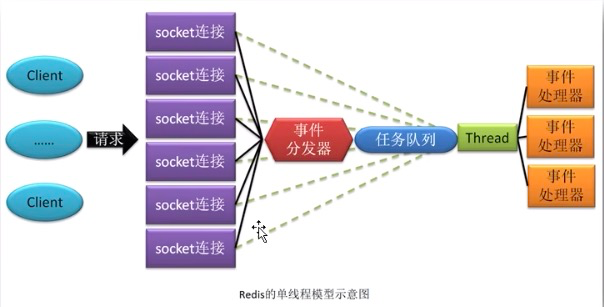 Client
……
Client
请求
socket连接
socket连接
socket连接
socket连接
socket连接
socket连接
事件
分发器
任务队列
Thread
事件
处理器
事件
处理器
事件
处理器
Redis的单线程模型示意图